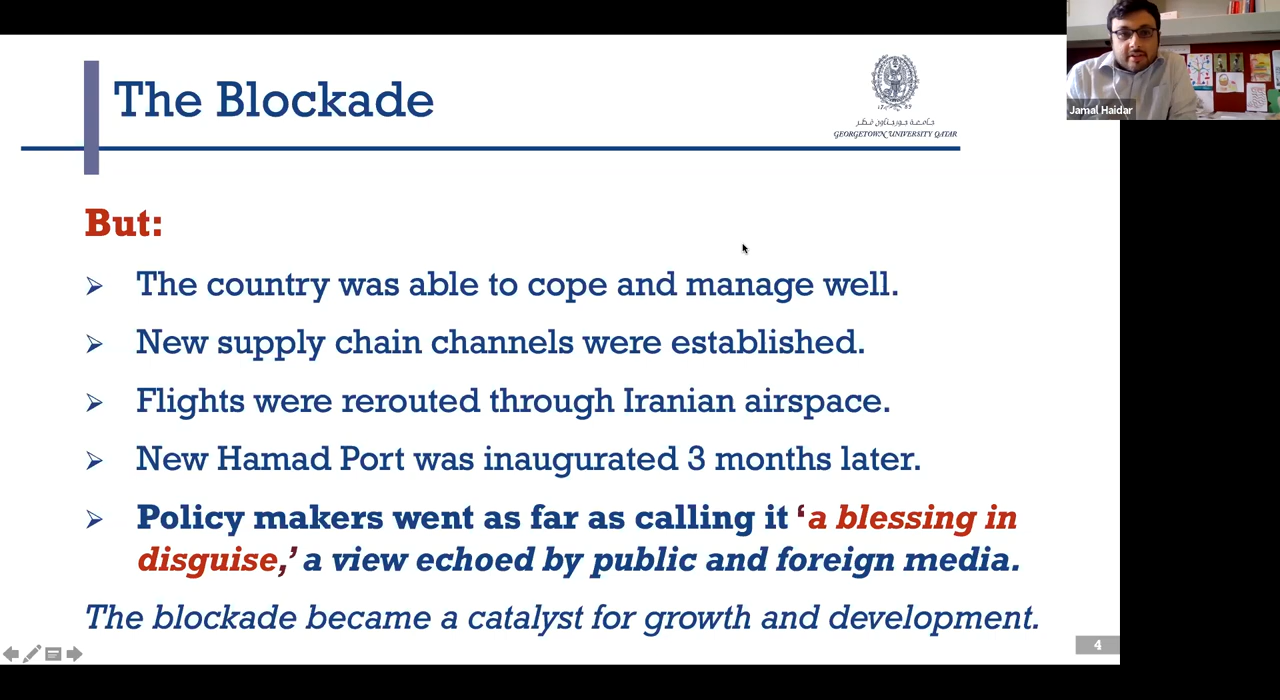 The Blockade
17 89
جامعة جورجتاون قطر
GEORGETOWN UNIVERSITY QATAR
Jamal Haidar
But:
The country was able to cope and manage well.
New supply chain channels were established.
Flights were rerouted through Iranian airspace.
New Hamad Port was inaugurated 3 months later.
Policy makers went as far as calling it ‘a blessing in
disguise,’ a view echoed by public and foreign media.
The blockade became a catalyst for growth and development.
4